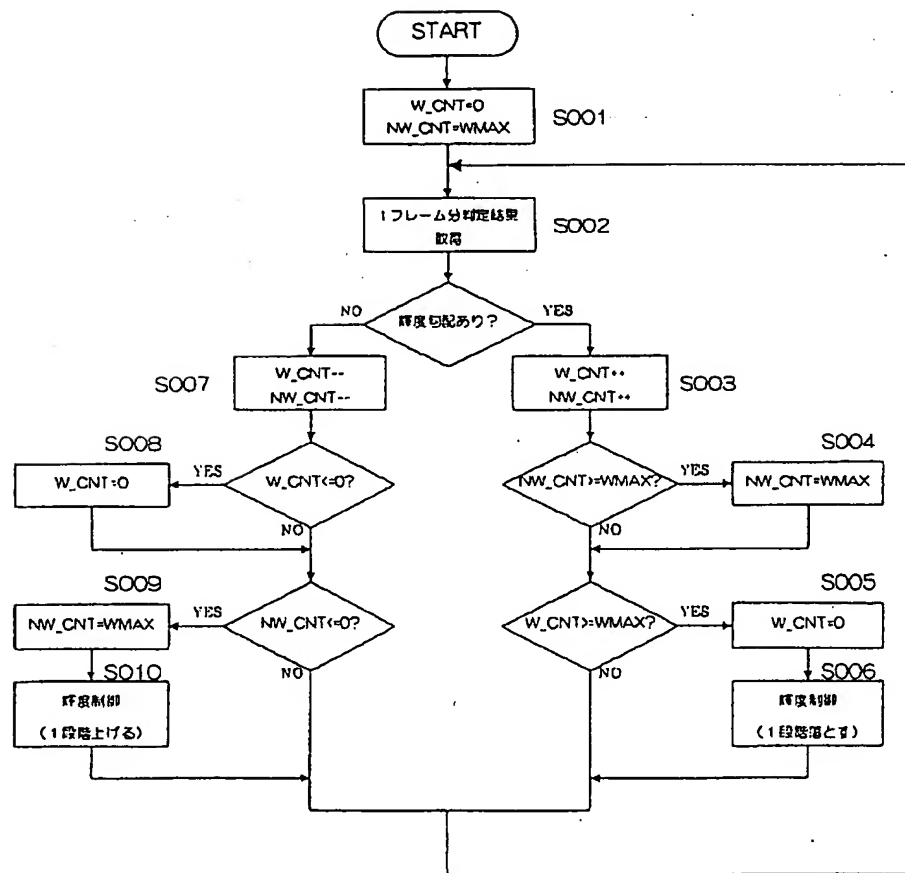 START
W_CNT=0
NW_CNT=WMAX
S001
1フレーム分判定結果
取得
S002
輝度勾配あり?
NO
YES
W_CNT--
NW_CNT--
S007
W_CNT++
NW_CNT++
S003
S008
W_CNT=0
YES
W_CNT<=0?
NO
NW_CNT>=WMAX?
YES
NO
S004
NW_CNT=WMAX
S009
NW_CNT=WMAX
YES
NW_CNT<=0?
NO
W_CNT>=WMAX?
YES
NO
S005
W_CNT=0
S010
輝度制御
(1段階上げる)
S006
輝度制御
(1段階落とす)